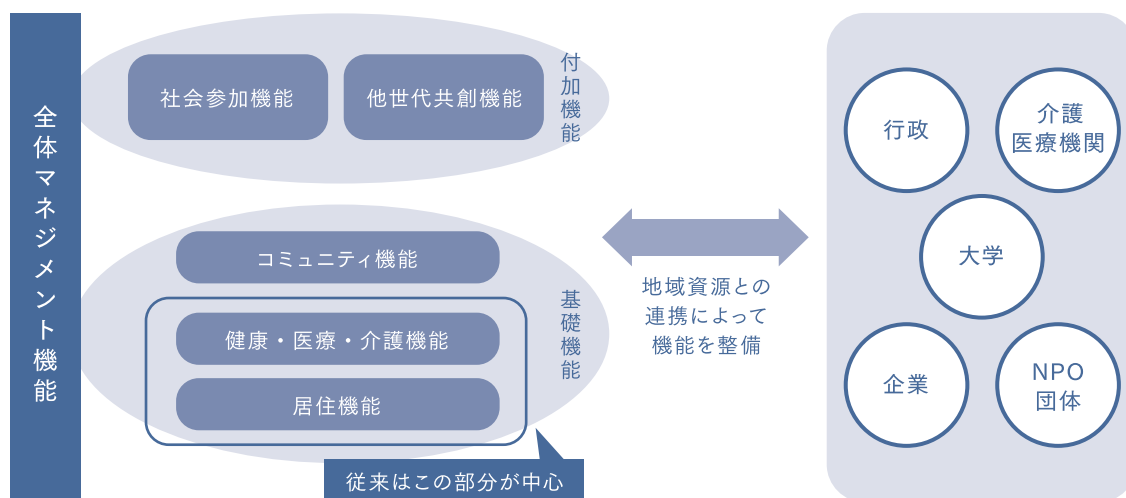 全体マネジメント機能
社会参加機能
他世代共創機能
付加機能
コミュニティ機能
健康・医療・介護機能
居住機能
基礎機能
従来はこの部分が中心
地域資源との
連携によって
機能を整備
行政
介護
医療機関
大学
企業
NPO
団体